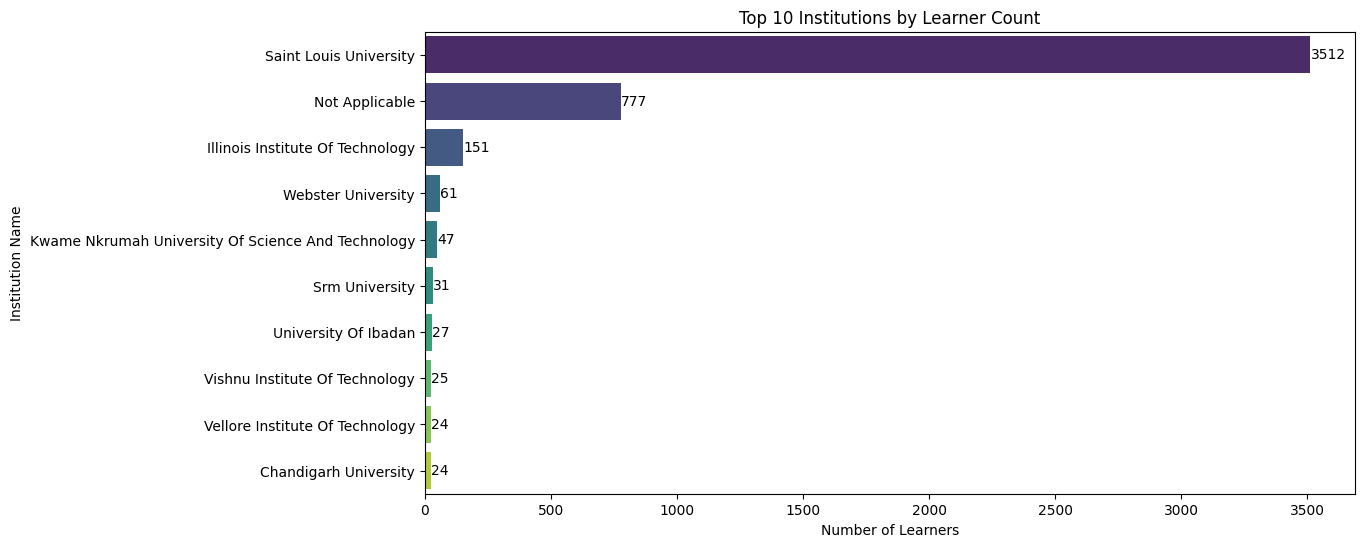 Top 10 Institutions by Learner Count
Institution Name
Saint Louis University 3512
Not Applicable 777
Illinois Institute Of Technology 151
Webster University 61
Kwame Nkrumah University Of Science And Technology 47
Srm University 31
University Of Ibadan 27
Vishnu Institute Of Technology 25
Vellore Institute Of Technology 24
Chandigarh University 24
0 500 1000 1500 2000 2500 3000 3500
Number of Learners